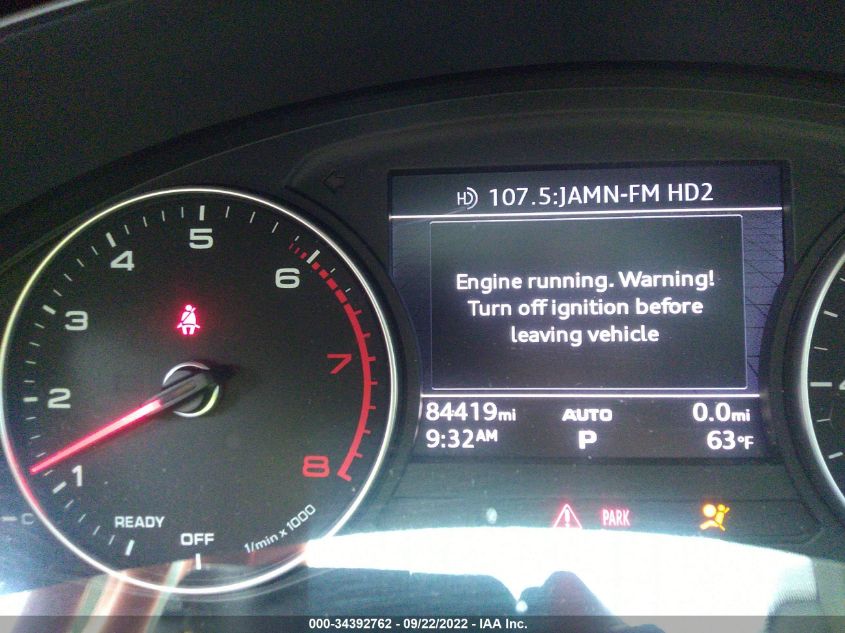 HD 107.5:JAMN-FM HD2
Engine running. Warning!
Turn off ignition before
leaving vehicle
84419mi AUTO 0.0mi
9:32AM P 63°F
5
4
6
3
7
2
1
8
READY
OFF
1/min x 1000
C
4
PARK
000-34392762 - 09/22/2022 - IAA Inc.